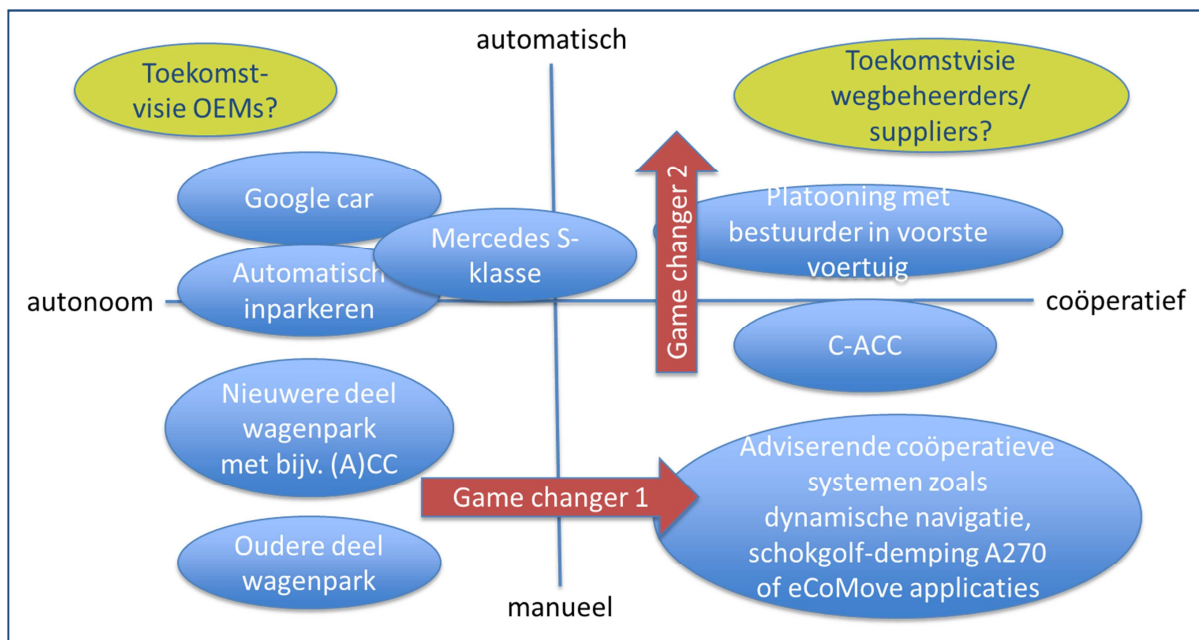 automatisch
Toekomst-
visie OEMs?
Toekomstvisie
wegbeheerders/
suppliers?
Google car
Mercedes S-
klasse
Game changer 2
Platooning met
bestuurder in voorste
voertuig
Automatisch
inparkeren
autonoom
coöperatief
C-ACC
Nieuwere deel
wagenpark
met bijv. (A)CC
Game changer 1
Adviserende coöperatieve
systemen zoals
dynamische navigatie,
schokgolf-demping A270
of eCoMove applicaties
Oudere deel
wagenpark
manueel